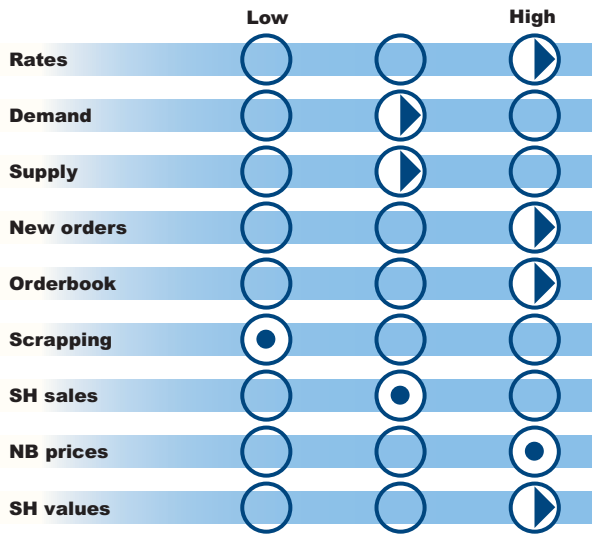 Low High
Rates
Demand
Supply
New orders
Orderbook
Scrapping
SH sales
NB prices
SH values